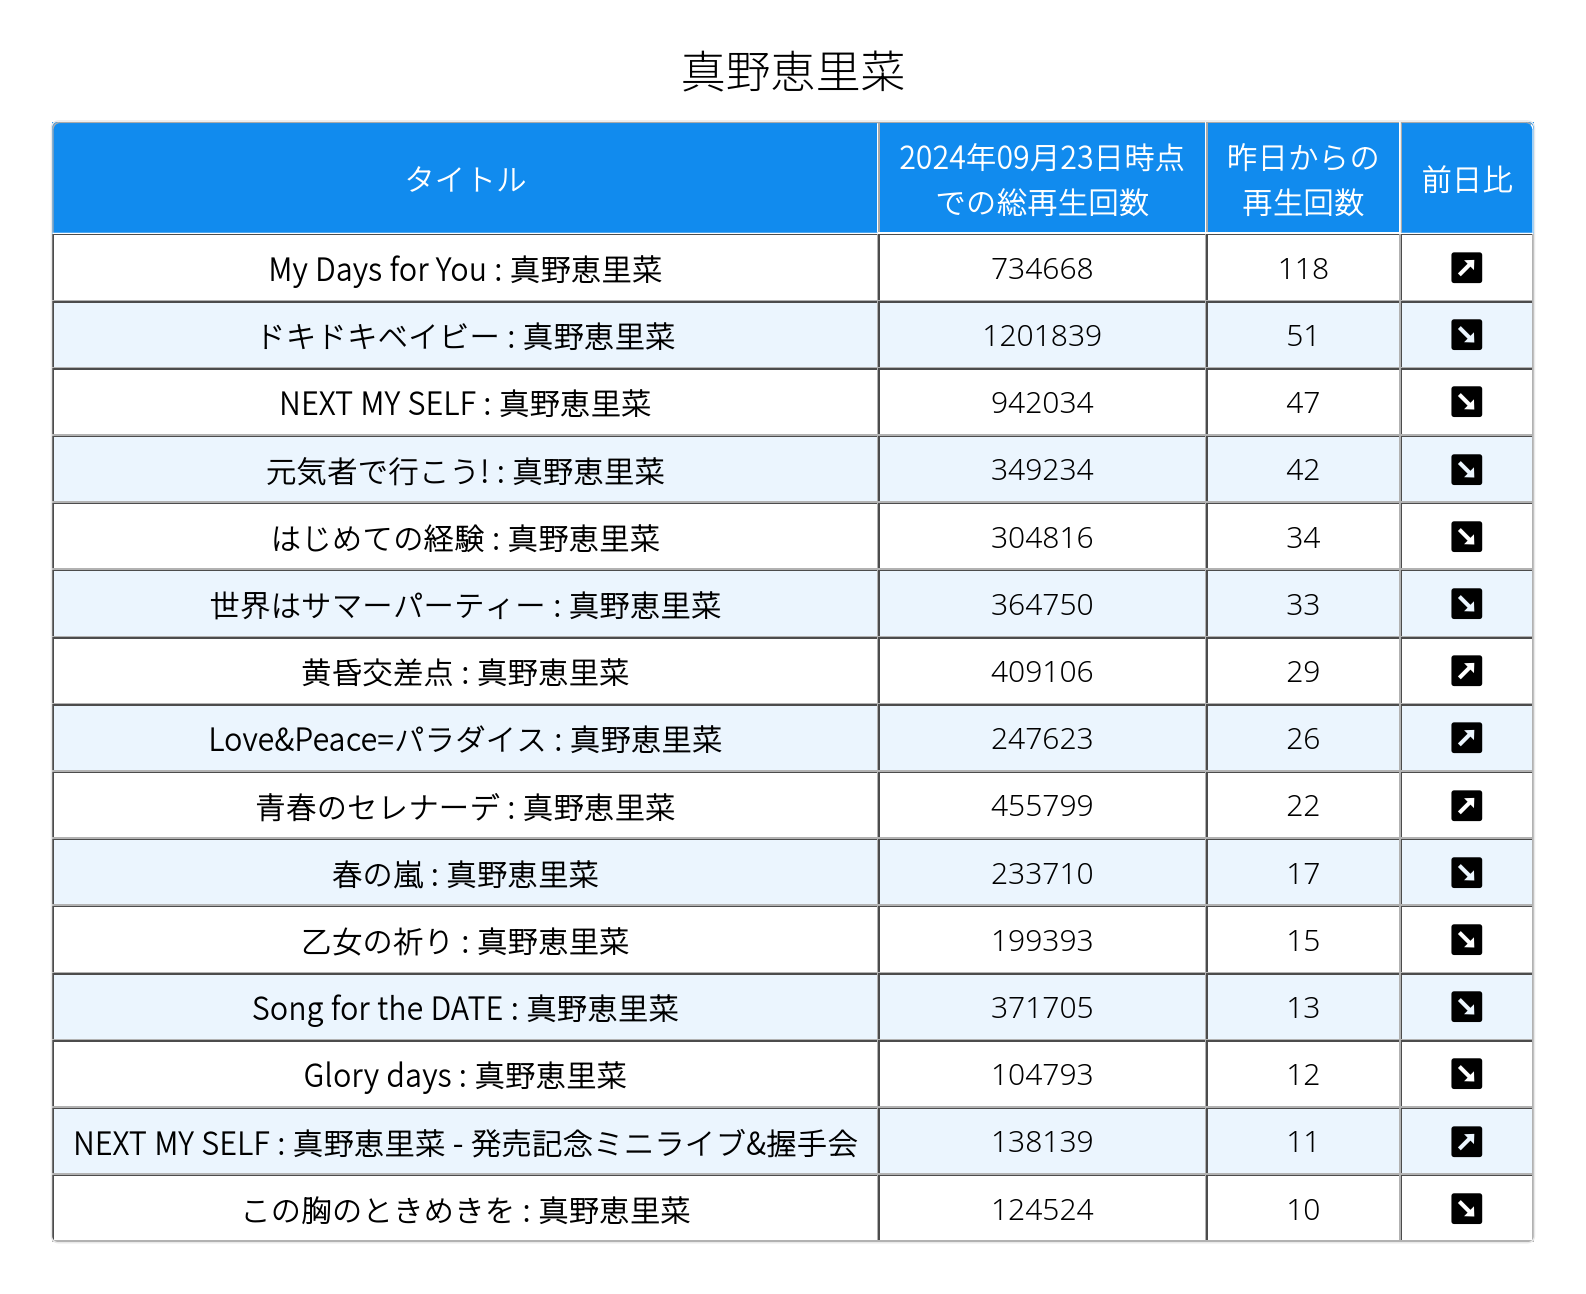 真野恵里菜
タイトル
2024年09月23日時点
での総再生回数
昨日からの
再生回数
前日比
My Days for You : 真野恵里菜 734668 118 ↗
ドキドキベイビー : 真野恵里菜 1201839 51 ↘
NEXT MY SELF : 真野恵里菜 942034 47 ↘
元気者で行こう! : 真野恵里菜 349234 42 ↘
はじめての経験 : 真野恵里菜 304816 34 ↘
世界はサマーパーティー : 真野恵里菜 364750 33 ↘
黄昏交差点 : 真野恵里菜 409106 29 ↗
Love&Peace=パラダイス : 真野恵里菜 247623 26 ↗
青春のセレナーデ : 真野恵里菜 455799 22 ↗
春の嵐 : 真野恵里菜 233710 17 ↘
乙女の祈り : 真野恵里菜 199393 15 ↘
Song for the DATE : 真野恵里菜 371705 13 ↘
Glory days : 真野恵里菜 104793 12 ↘
NEXT MY SELF : 真野恵里菜 - 発売記念ミニライブ&握手会 138139 11 ↗
この胸のときめきを : 真野恵里菜 124524 10 ↘